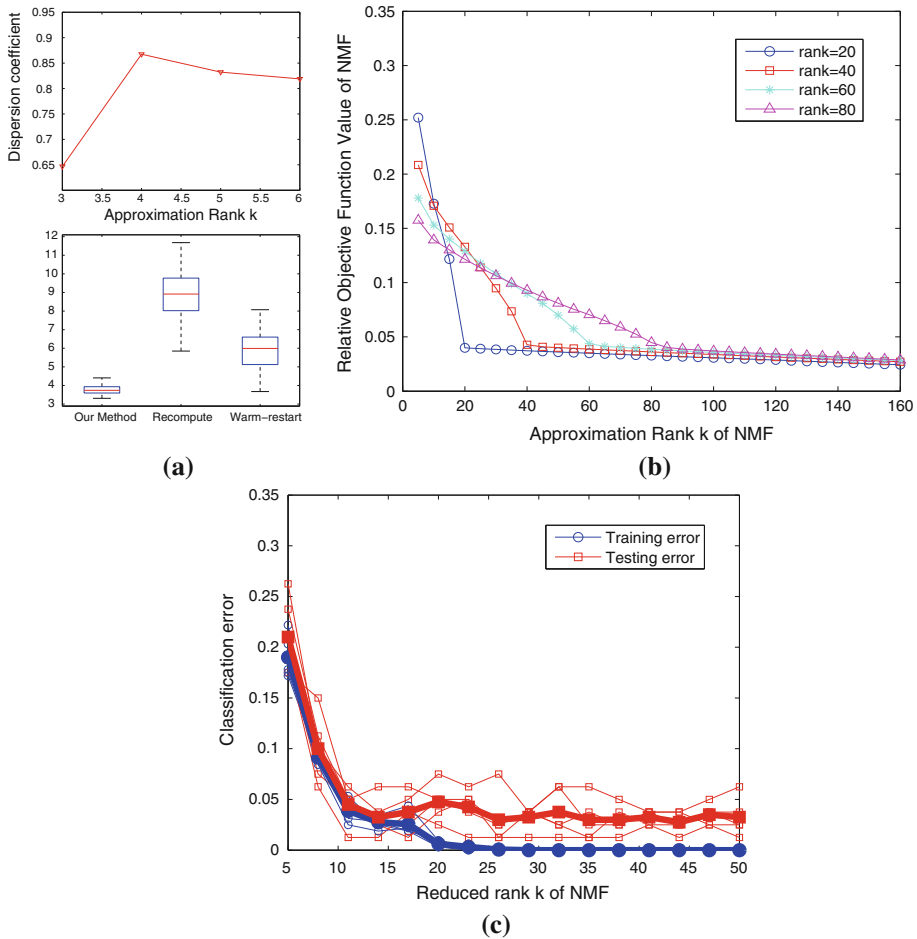 0.95
0.9
0.85
0.8
0.75
0.7
0.65
Dispersion coefficient
3 3.5 4 4.5 5 5.5 6
Approximation Rank k
12
11
10
9
8
7
6
5
4
3
Our Method Recompute Warm-restart
(a)
0.35
0.3
0.25
0.2
0.15
0.1
0.05
0
Relative Objective Function Value of NMF
rank=20
rank=40
rank=60
rank=80
0 20 40 60 80 100 120 140 160
Approximation Rank k of NMF
(b)
0.35
0.3
0.25
0.2
0.15
0.1
0.05
0
Classification error
Training error
Testing error
5 10 15 20 25 30 35 40 45 50
Reduced rank k of NMF
(c)